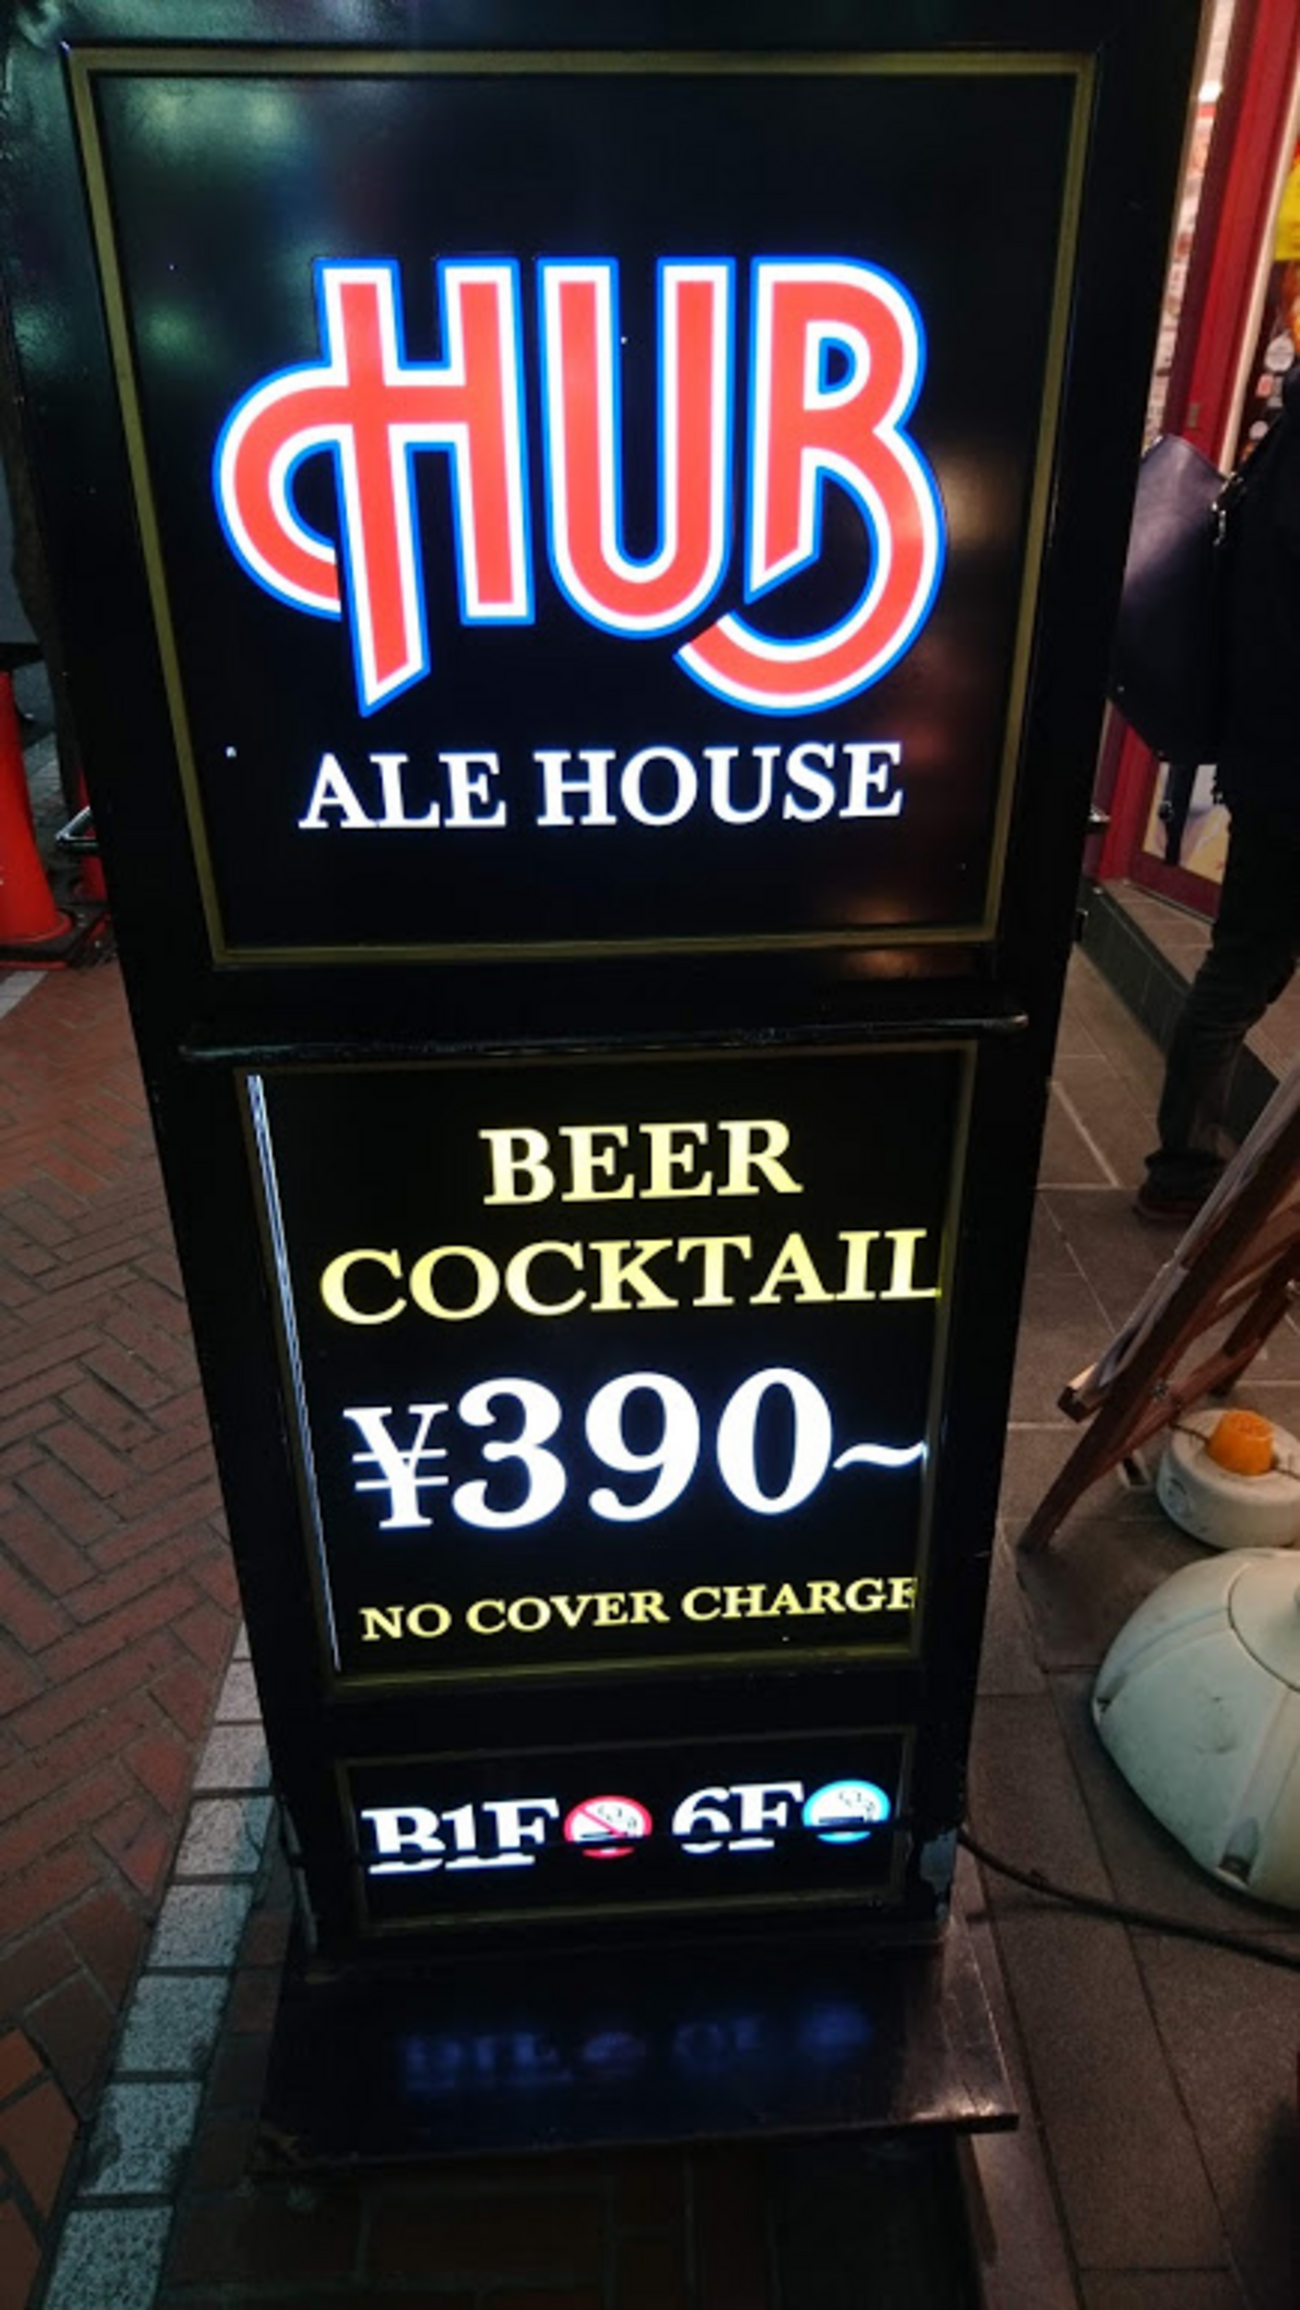 HUB
ALE HOUSE
BEER
COCKTAIL
¥390~
NO COVER CHARGE
B1F 6F